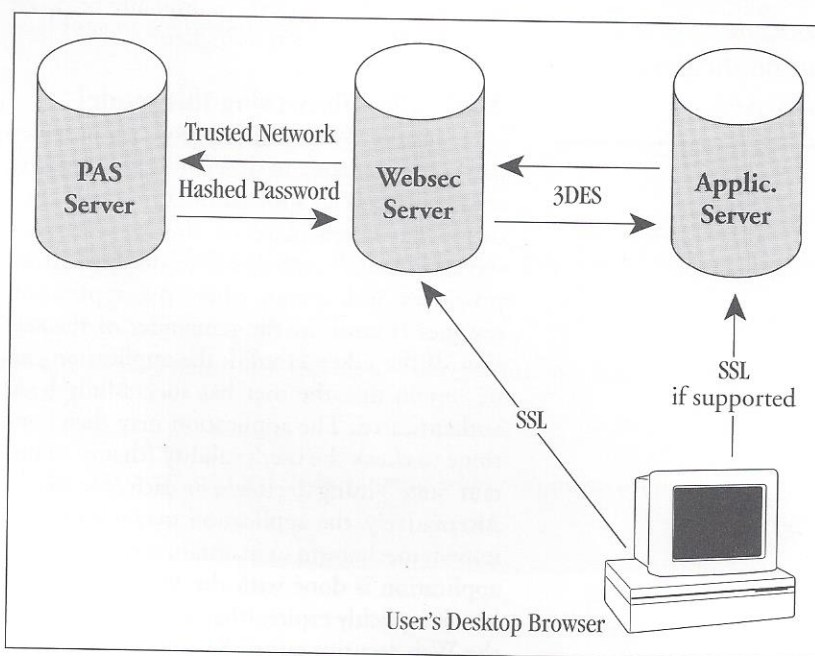 Trusted Network
PAS
Server
Hashed Password
Websec
Server
3DES
Applic.
Server
SSL
if supported
SSL
User's Desktop Browser